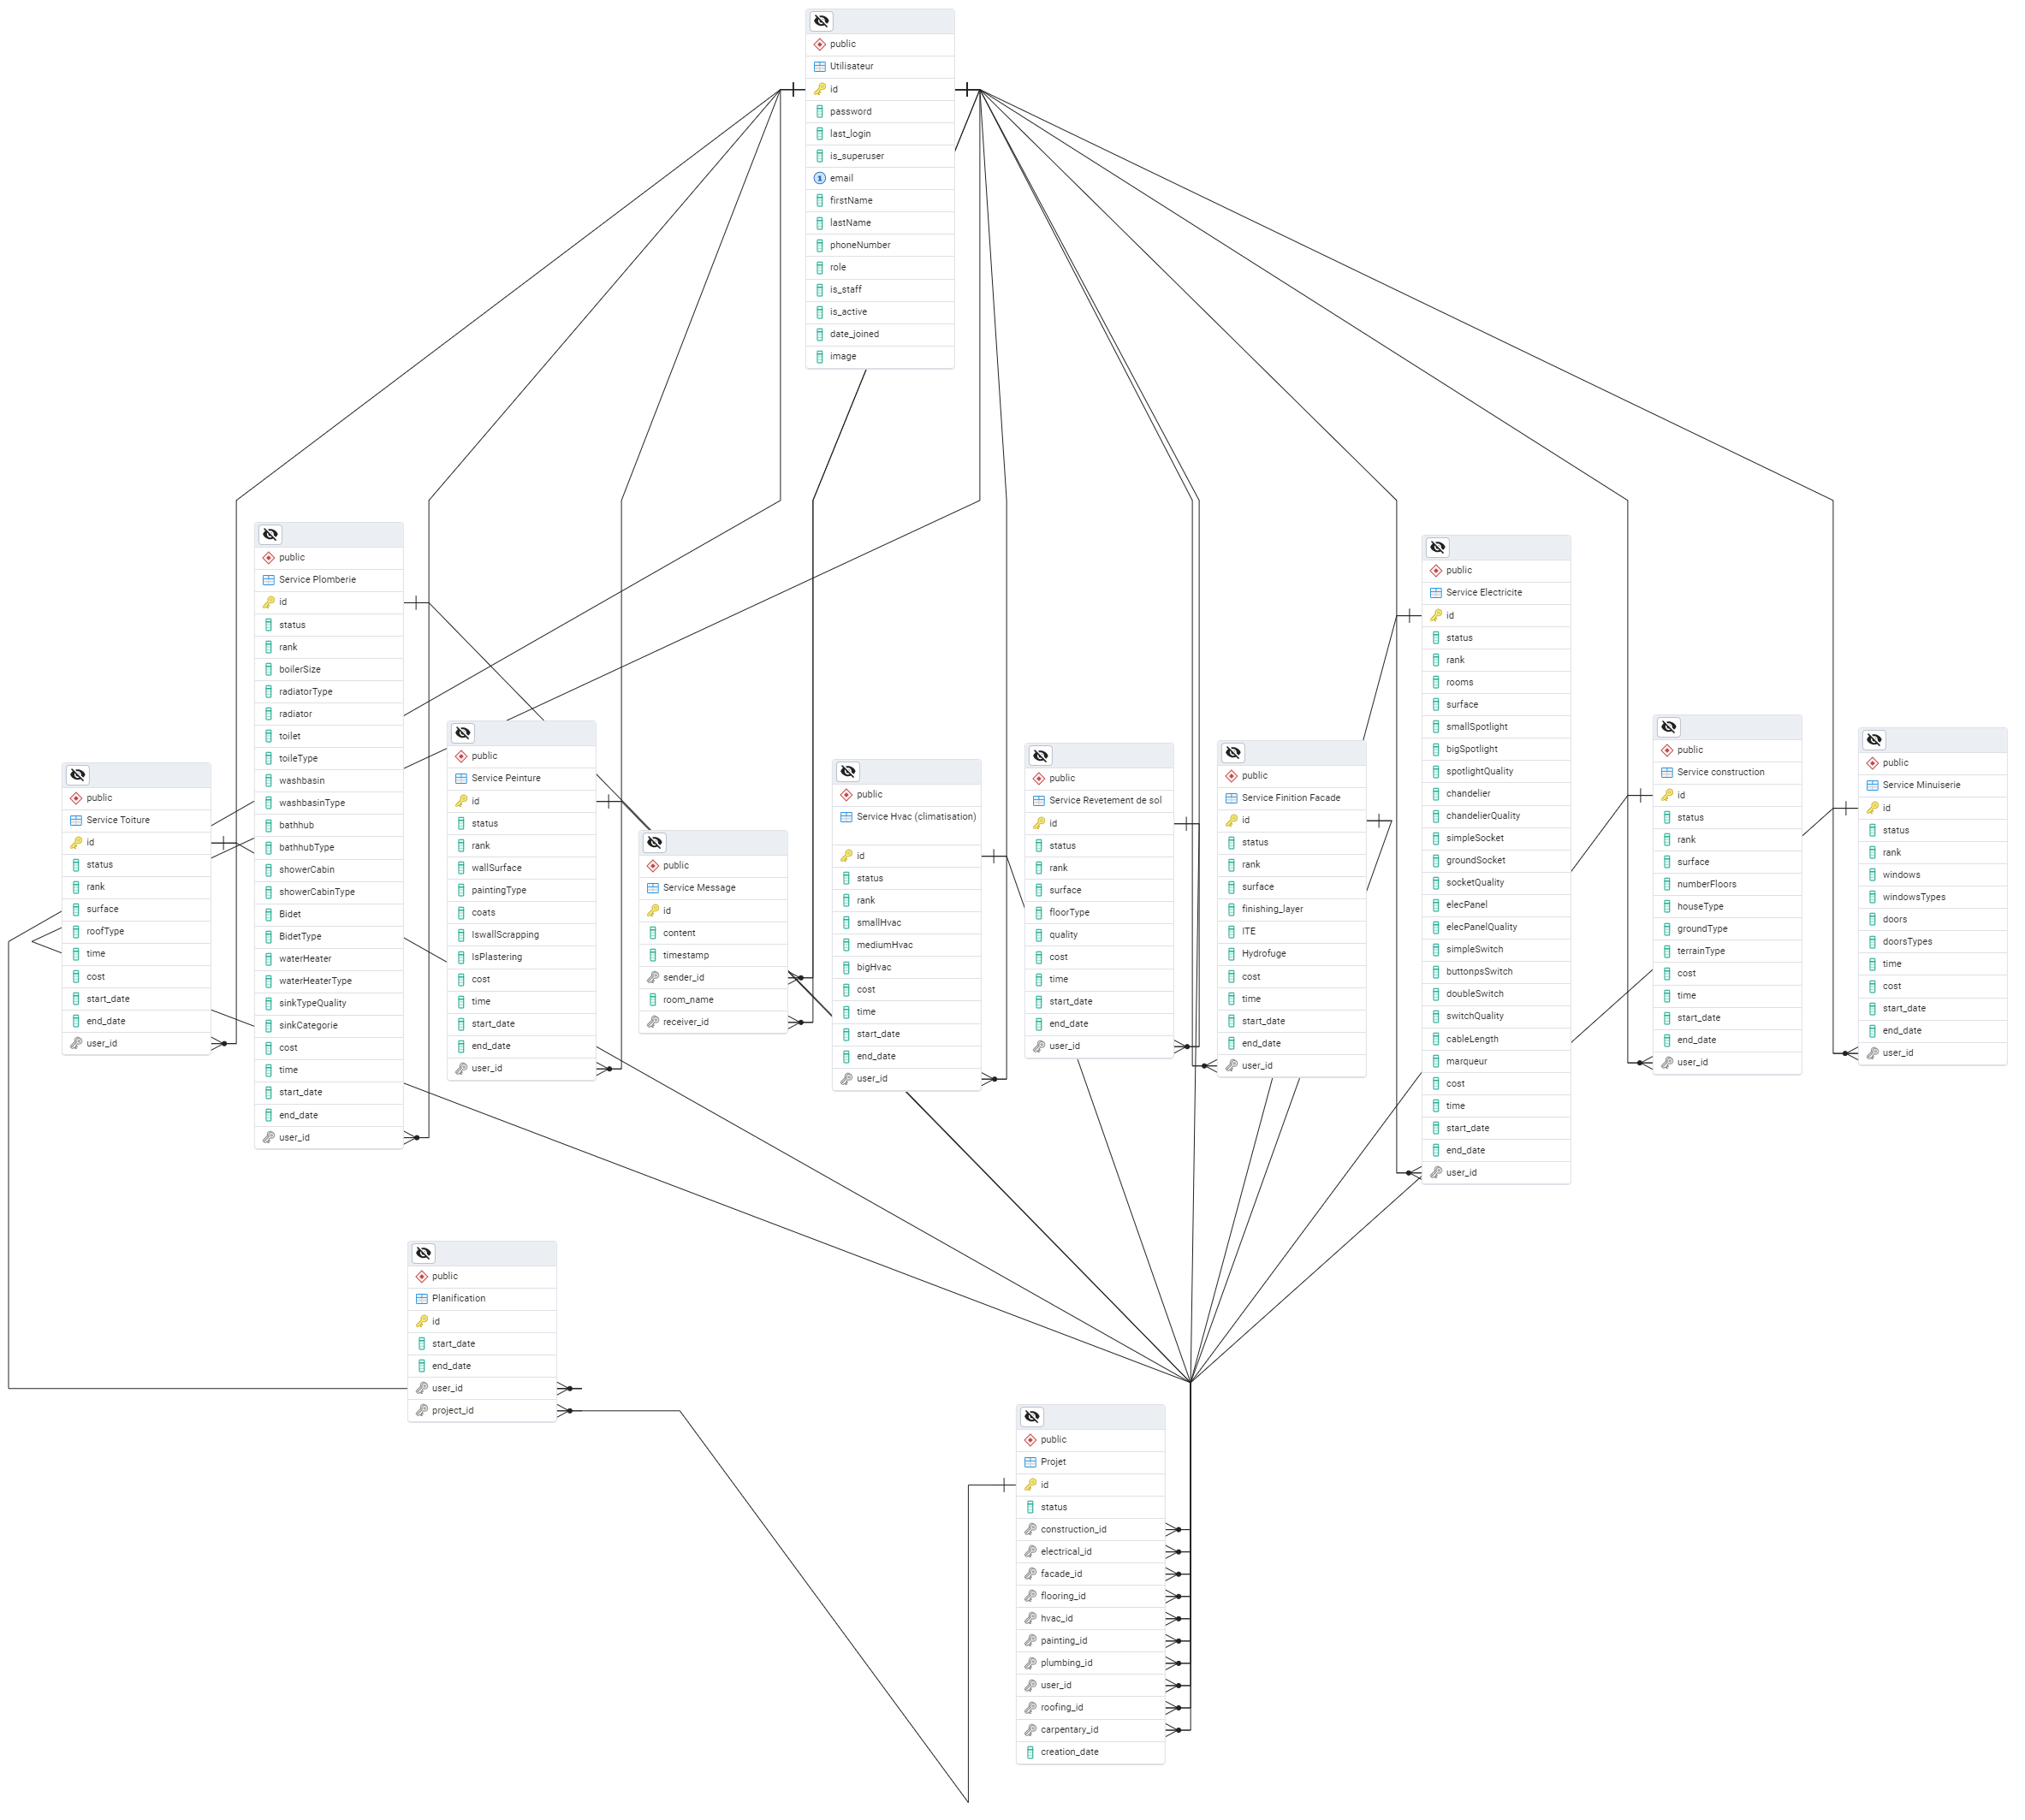 public
Utilisateur
id
password
last_login
is_superuser
email
firstName
lastName
phoneNumber
role
is_staff
is_active
date_joined
image
public
Service Toiture
id
status
rank
surface
roofType
time
cost
start_date
end_date
user_id
public
Service Plomberie
id
status
rank
boilerSize
radiatorType
radiator
toilet
toileType
washbasin
washbasinType
bathhub
bathhubType
showerCabin
showerCabinType
Bidet
BidetType
waterHeater
waterHeaterType
sinkTypeQuality
sinkCategorie
cost
time
start_date
end_date
user_id
public
Service Peinture
id
status
rank
wallSurface
paintingType
coats
IswallScrapping
IsPlastering
cost
time
start_date
end_date
user_id
public
Service Message
id
content
timestamp
sender_id
room_name
receiver_id
public
Service Hvac (climatisation)
id
status
rank
smallHvac
mediumHvac
bigHvac
cost
time
start_date
end_date
user_id
public
Service Revetement de sol
id
status
rank
surface
floorType
quality
cost
time
start_date
end_date
user_id
public
Service Finition Facade
id
status
rank
surface
finishing_layer
ITE
Hydrofuge
cost
time
start_date
end_date
user_id
public
Service Electricite
id
status
rank
rooms
surface
smallSpotlight
bigSpotlight
spotlightQuality
chandelier
chandelierQuality
simpleSocket
groundSocket
socketQuality
elecPanel
elecPanelQuality
simpleSwitch
buttonpsSwitch
doubleSwitch
switchQuality
cableLength
marqueur
cost
time
start_date
end_date
user_id
public
Service construction
id
status
rank
surface
numberFloors
houseType
groundType
terrainType
cost
time
start_date
end_date
user_id
public
Service Minuiserie
id
status
rank
windows
windowsTypes
doors
doorsTypes
time
cost
start_date
end_date
user_id
public
Planification
id
start_date
end_date
user_id
project_id
public
Projet
id
status
construction_id
electrical_id
facade_id
flooring_id
hvac_id
painting_id
plumbing_id
user_id
roofing_id
carpentary_id
creation_date